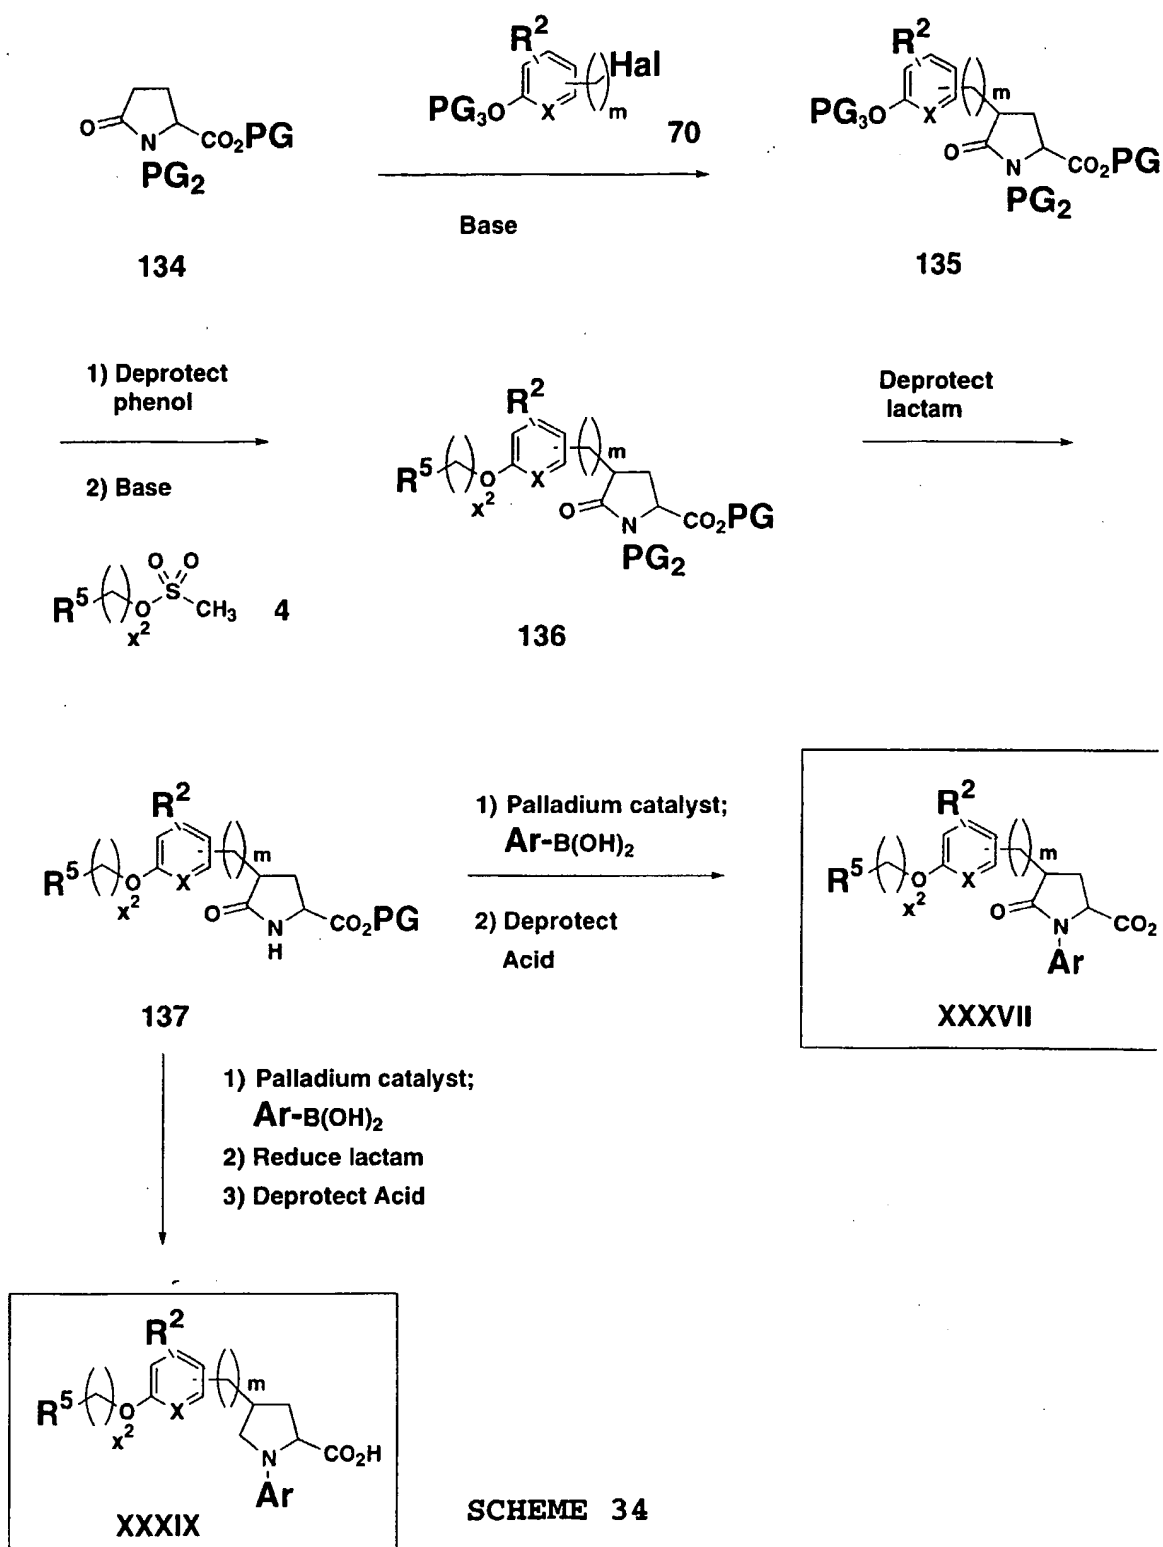 R²
Hal
PG₃O
X
m
70
O
N
CO₂PG
PG₂
134
Base
R²
PG₃O
X
m
O
N
CO₂PG
PG₂
135
1) Deprotect
phenol
2) Base
R⁵
x²
O
O O
S
CH₃
4
R²
R⁵
x²
O
X
m
O
N
CO₂PG
PG₂
136
Deprotect
lactam
R²
R⁵
x²
O
X
m
O
N
H
CO₂PG
137
1) Palladium catalyst;
Ar-B(OH)₂
2) Deprotect
Acid
R²
R⁵
x²
O
X
m
O
N
CO₂
Ar
XXXVII
1) Palladium catalyst;
Ar-B(OH)₂
2) Reduce lactam
3) Deprotect Acid
R²
R⁵
x²
O
X
m
N
CO₂H
Ar
XXXIX
SCHEME 34